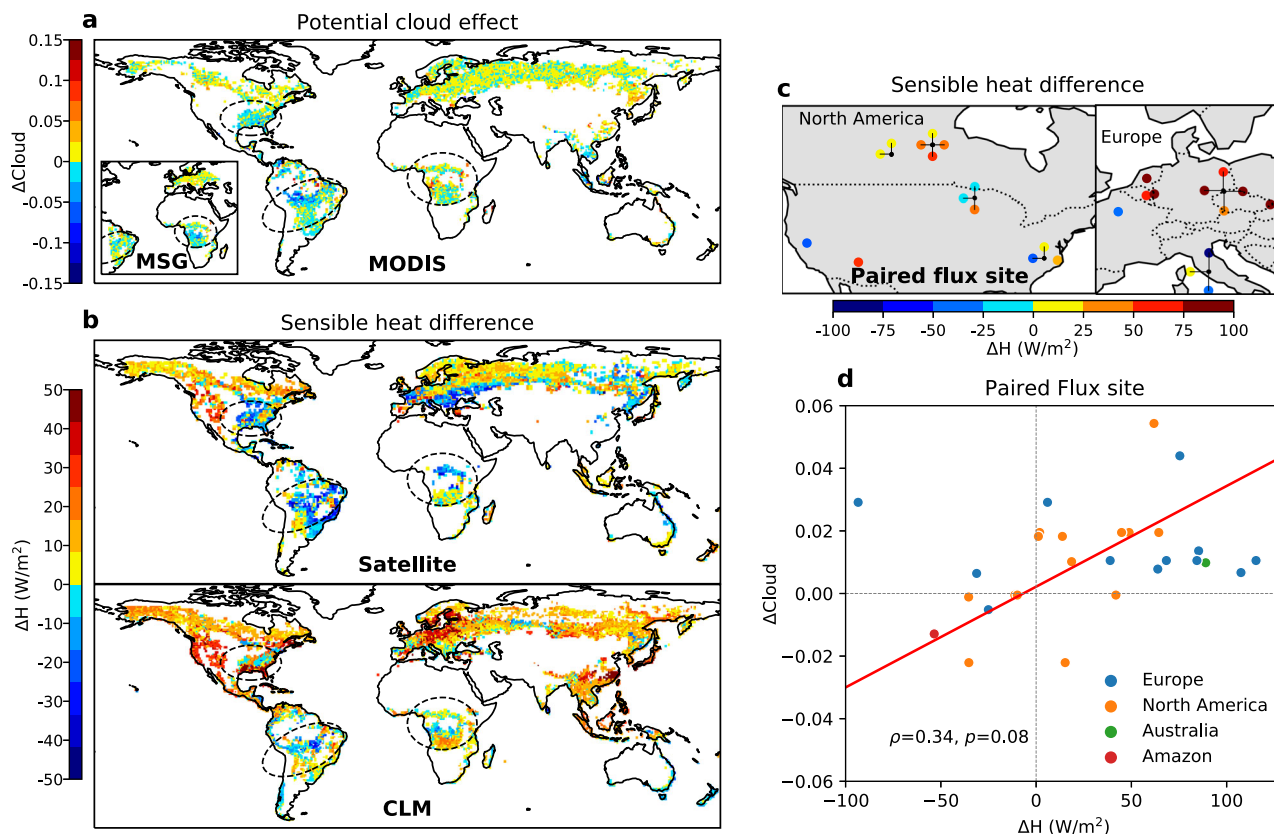 a
Potential cloud effect
0.15
0.1
0.05
0
-0.05
-0.1
-0.15
ΔCloud
MSG
MODIS
b
Sensible heat difference
50
40
30
20
10
0
-10
-20
-30
-40
-50
ΔH (W/m²)
Satellite
CLM
c
Sensible heat difference
North America
Europe
Paired flux site
-100 -75 -50 -25 0 25 50 75 100
ΔH (W/m²)
d
Paired Flux site
0.06
0.04
0.02
0.00
−0.02
−0.04
−0.06
ΔCloud
Europe
North America
Australia
Amazon
ρ=0.34, p=0.08
−100 −50 0 50 100
ΔH (W/m²)